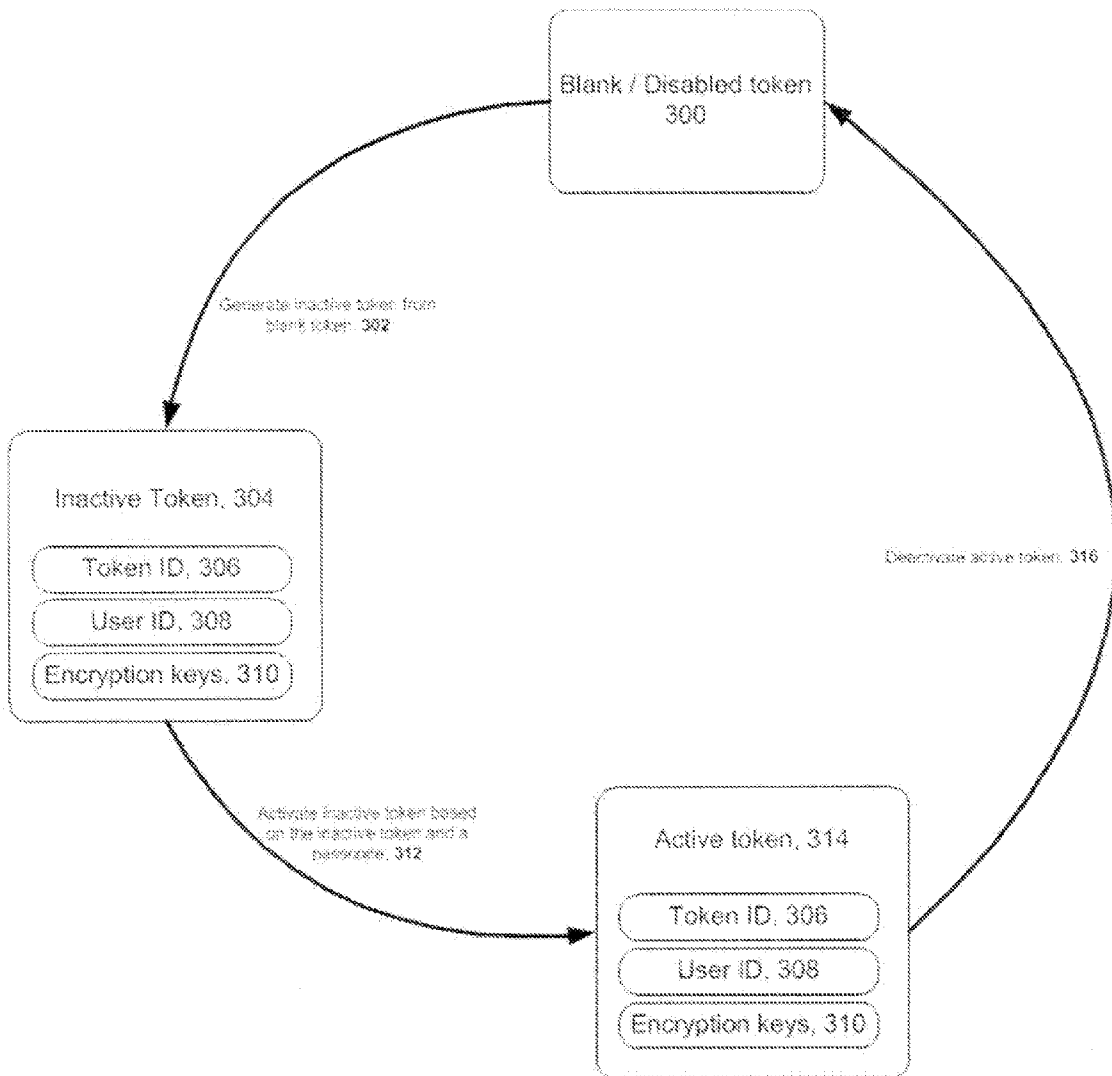 Blank / Disabled token
300
Generate inactive token from
blank token, 302
Inactive Token, 304
Token ID, 306
User ID, 308
Encryption keys, 310
Deactivate active token, 316
Activate inactive token based
on the inactive token and a
312
Active token, 314
Token ID, 306
User ID, 308
Encryption keys, 310